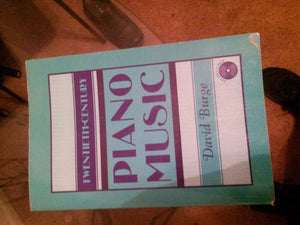 TWENTIETH-CENTURY
PIANO
MUSIC
David Burge